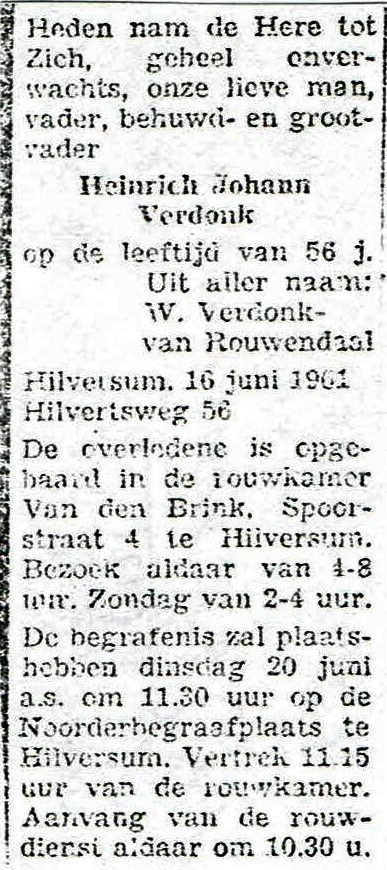 Heden nam de Here tot
Zich, geheel onver-
wachts, onze lieve man,
vader, behuwd- en groot-
vader
Heinrich Johann
Verdonk
op de leeftijd van 56 j.
Uit aller naam:
W. Verdonk-
van Rouwendaal
Hilversum, 16 juni 1961
Hilvertsweg 56
De overledene is opge-
baard in de rouwkamer
Van den Brink, Spoor-
straat 4 te Hilversum.
Bezoek aldaar van 4-8
uur. Zondag van 2-4 uur.
De begrafenis zal plaats-
hebben dinsdag 20 juni
a.s. om 11.30 uur op de
Noorderbegraafplaats te
Hilversum. Vertrek 11.15
uur van de rouwkamer.
Aanvang van de rouw-
dienst aldaar om 10.30 u.